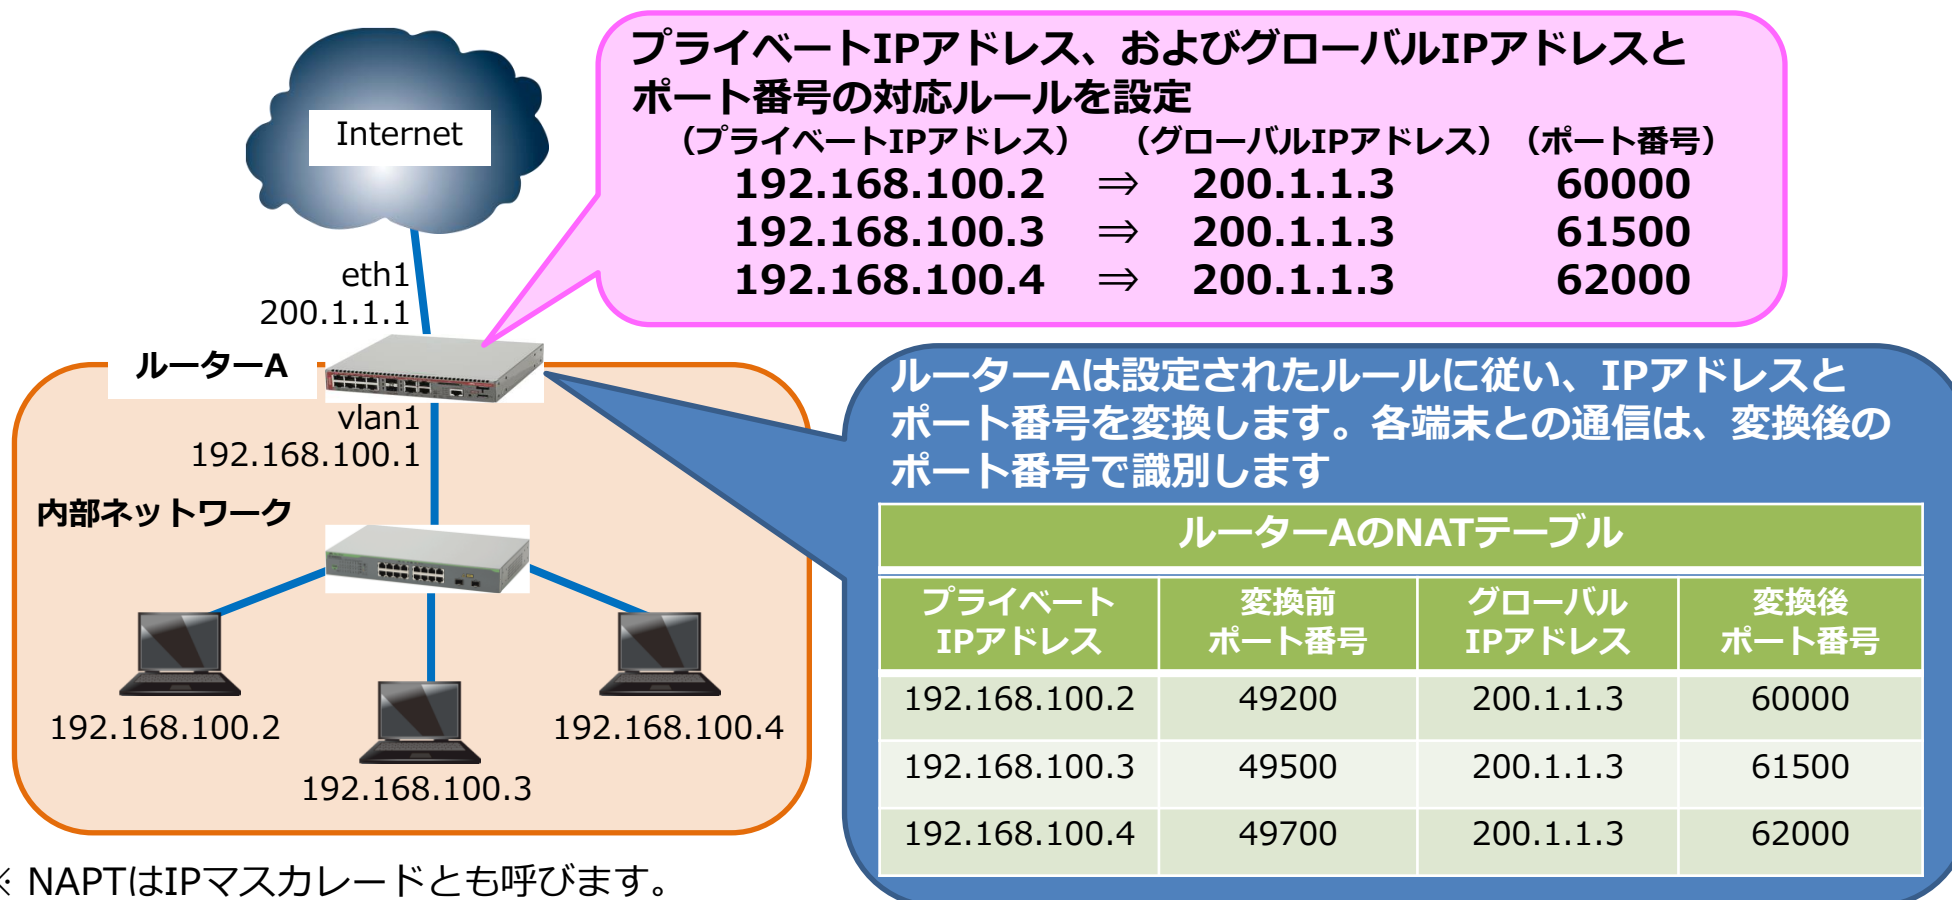 プライベートIPアドレス、およびグローバルIPアドレスと
ポート番号の対応ルールを設定
（プライベートIPアドレス） （グローバルIPアドレス）（ポート番号）
192.168.100.2 ⇒ 200.1.1.3 60000
192.168.100.3 ⇒ 200.1.1.3 61500
192.168.100.4 ⇒ 200.1.1.3 62000
Internet
eth1
200.1.1.1
ルーターA
vlan1
192.168.100.1
内部ネットワーク
192.168.100.2
192.168.100.3
192.168.100.4
ルーターAは設定されたルールに従い、IPアドレスと
ポート番号を変換します。各端末との通信は、変換後の
ポート番号で識別します
ルーターAのNATテーブル
プライベート 変換前 グローバル 変換後
IPアドレス ポート番号 IPアドレス ポート番号
192.168.100.2 49200 200.1.1.3 60000
192.168.100.3 49500 200.1.1.3 61500
192.168.100.4 49700 200.1.1.3 62000
※ NAPTはIPマスカレードとも呼びます。